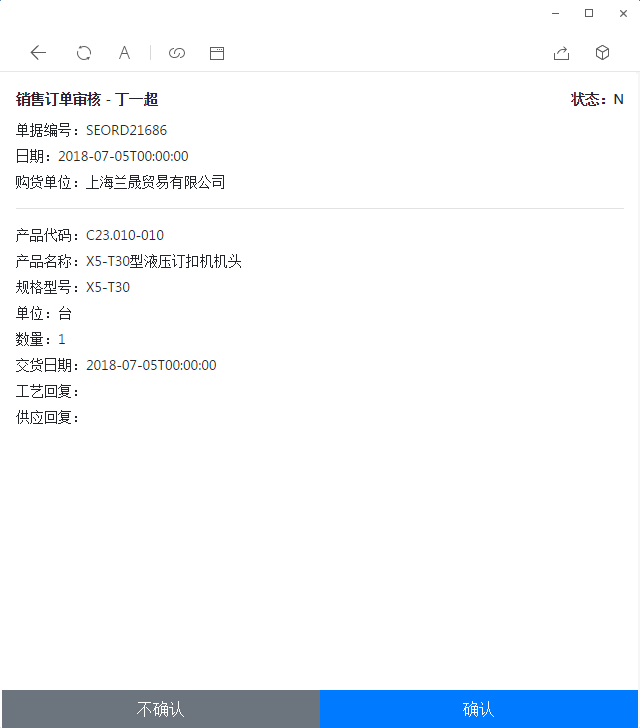 销售订单审核 - 丁一超
状态：N
单据编号：SEORD21686
日期：2018-07-05T00:00:00
购货单位：上海兰晟贸易有限公司
产品代码：C23.010-010
产品名称：X5-T30型液压订扣机机头
规格型号：X5-T30
单位：台
数量：1
交货日期：2018-07-05T00:00:00
工艺回复：
供应回复：
不确认
确认